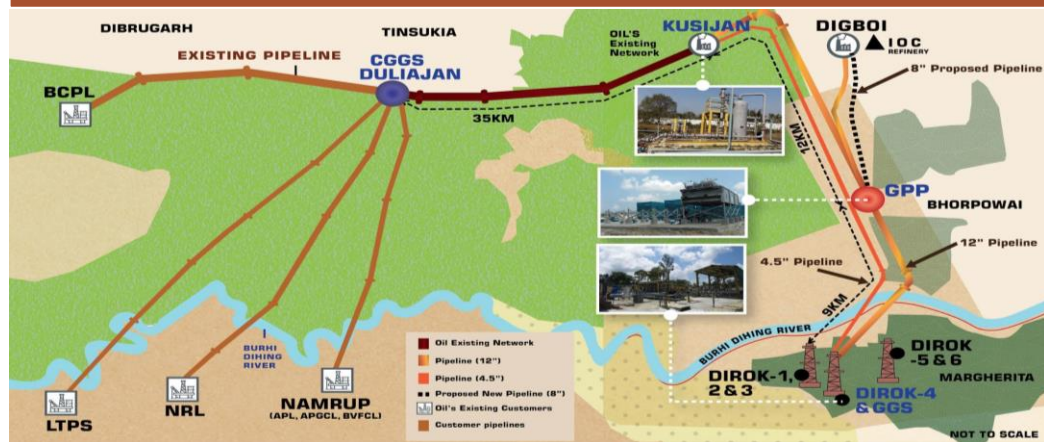 DIBRUGARH
TINSUKIA
EXISTING PIPELINE
CGGS
DULIAJAN
BCPL
35KM
OIL'S
Existing
Network
KUSIJAN
DIGBOI
IOC
REFINERY
8" Proposed Pipeline
12KM
GPP
BHORPOWAI
12" Pipeline
4.5" Pipeline
9KM
BURHI DIHING RIVER
BURHI
DIHING
RIVER
LTPS
NRL
NAMRUP
(APL, APGCL, BVFCL)
Oil Existing Network
Pipeline (12")
Pipeline (4.5")
Proposed New Pipeline (8")
Oil's Existing Customers
Customer pipelines
DIROK-1,
2 & 3
DIROK
-5 & 6
MARGHERITA
DIROK-4
& GGS
NOT TO SCALE